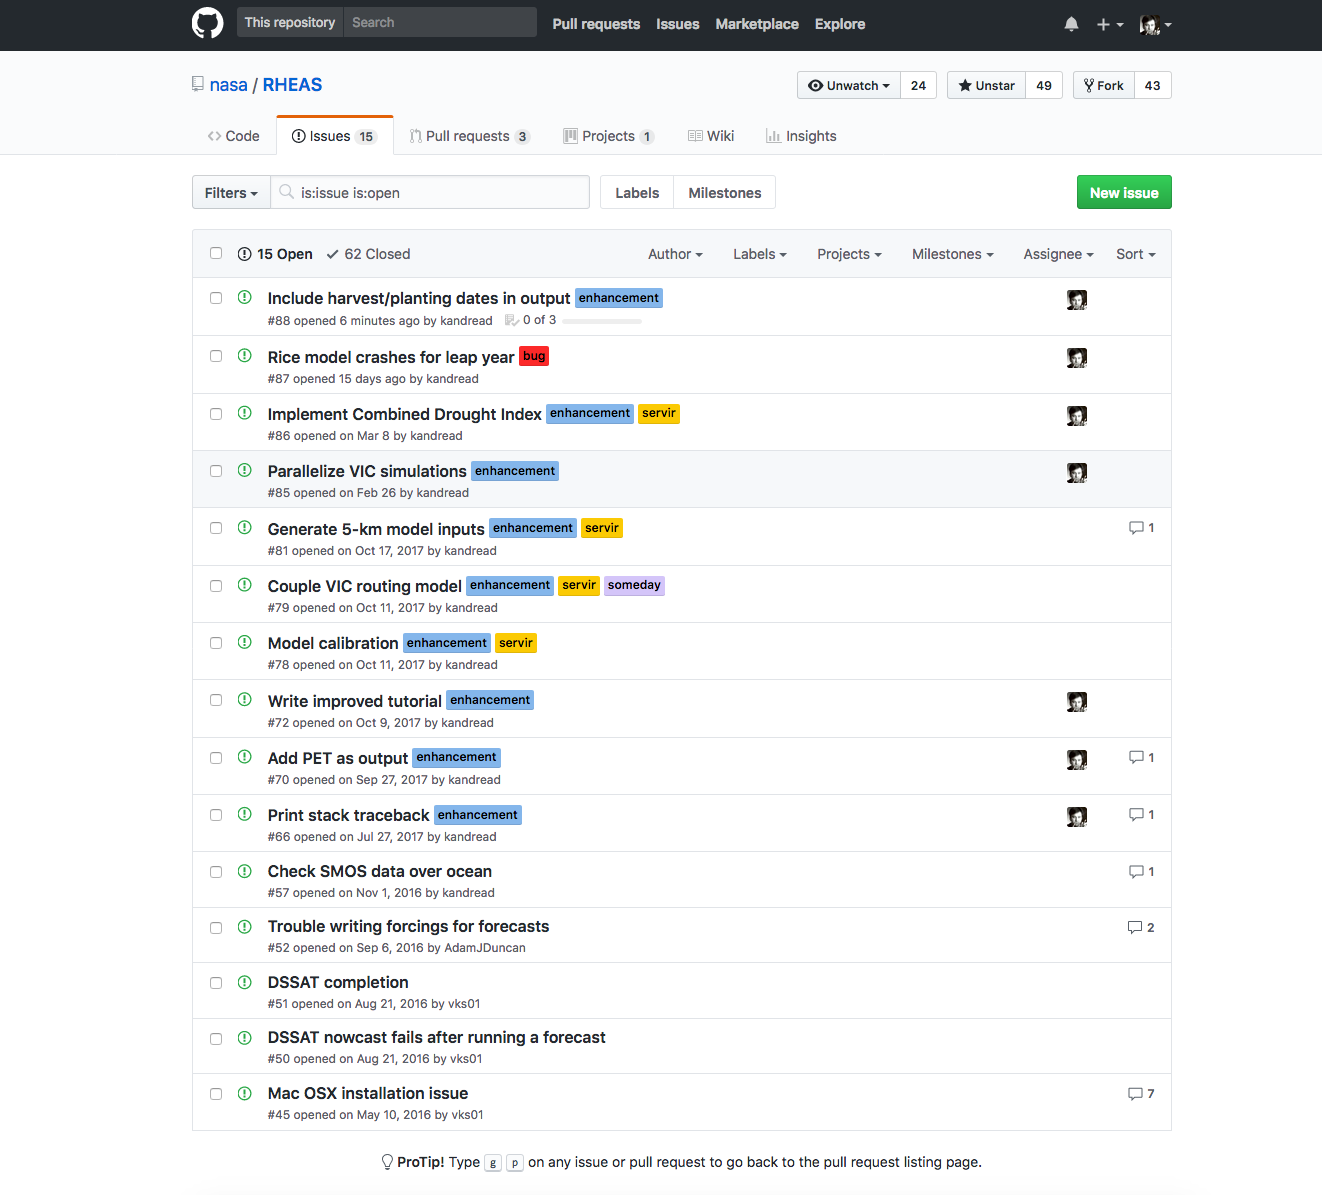 This repository Search Pull requests Issues Marketplace Explore
nasa / RHEAS Unwatch 24 Unstar 49 Fork 43
Code Issues 15 Pull requests 3 Projects 1 Wiki Insights
Filters is:issue is:open Labels Milestones New issue
15 Open 62 Closed Author Labels Projects Milestones Assignee Sort
Include harvest/planting dates in output enhancement
#88 opened 6 minutes ago by kandread 0 of 3
Rice model crashes for leap year bug
#87 opened 15 days ago by kandread
Implement Combined Drought Index enhancement servir
#86 opened on Mar 8 by kandread
Parallelize VIC simulations enhancement
#85 opened on Feb 26 by kandread
Generate 5-km model inputs enhancement servir 1
#81 opened on Oct 17, 2017 by kandread
Couple VIC routing model enhancement servir someday
#79 opened on Oct 11, 2017 by kandread
Model calibration enhancement servir
#78 opened on Oct 11, 2017 by kandread
Write improved tutorial enhancement
#72 opened on Oct 9, 2017 by kandread
Add PET as output enhancement 1
#70 opened on Sep 27, 2017 by kandread
Print stack traceback enhancement 1
#66 opened on Jul 27, 2017 by kandread
Check SMOS data over ocean 1
#57 opened on Nov 1, 2016 by kandread
Trouble writing forcings for forecasts 2
#52 opened on Sep 6, 2016 by AdamJDuncan
DSSAT completion
#51 opened on Aug 21, 2016 by vks01
DSSAT nowcast fails after running a forecast
#50 opened on Aug 21, 2016 by vks01
Mac OSX installation issue 7
#45 opened on May 10, 2016 by vks01
ProTip! Type g p on any issue or pull request to go back to the pull request listing page.